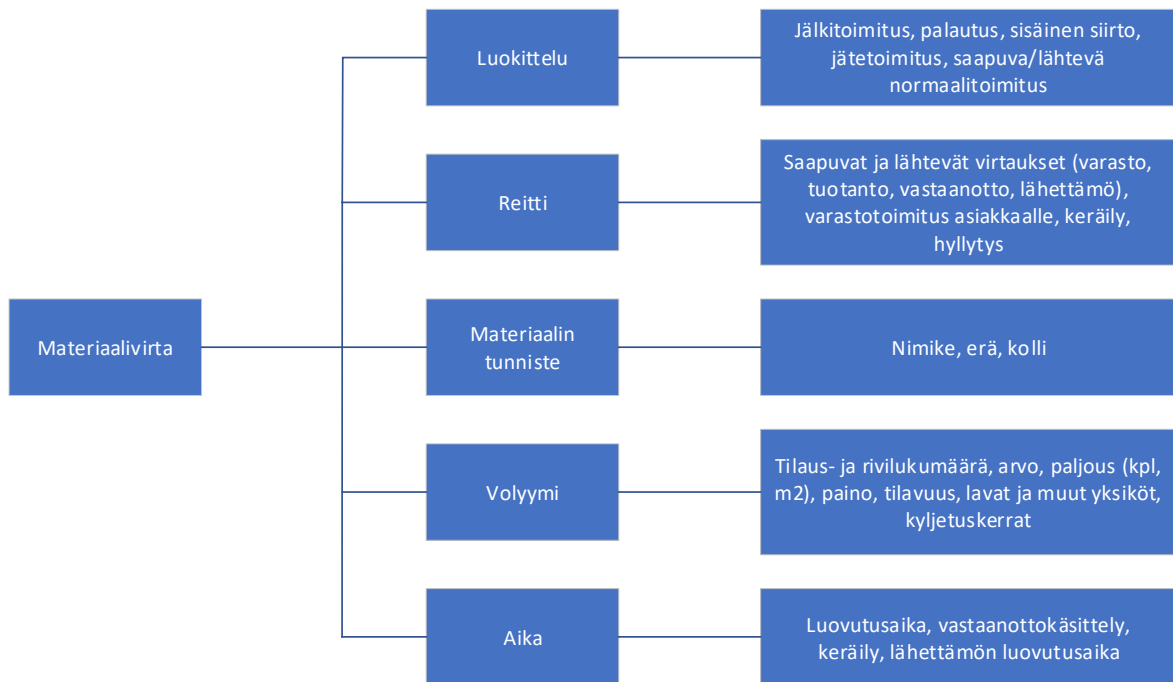 Materiaalivirta
Luokittelu
Jälkitoimitus, palautus, sisäinen siirto,
jätetoimitus, saapuva/lähtevä
normaalitoimitus
Reitti
Saapuvat ja lähtevät virtaukset (varasto,
tuotanto, vastaanotto, lähettämö),
varastotoimitus asiakkaalle, keräily,
hyllytys
Materiaalin
tunniste
Nimike, erä, kolli
Volyymi
Tilaus- ja rivilukumäärä, arvo, paljous (kpl,
m2), paino, tilavuus, lavat ja muut yksiköt,
kyljetuskerrat
Aika
Luovutusaika, vastaanottokäsittely,
keräily, lähettämön luovutusaika